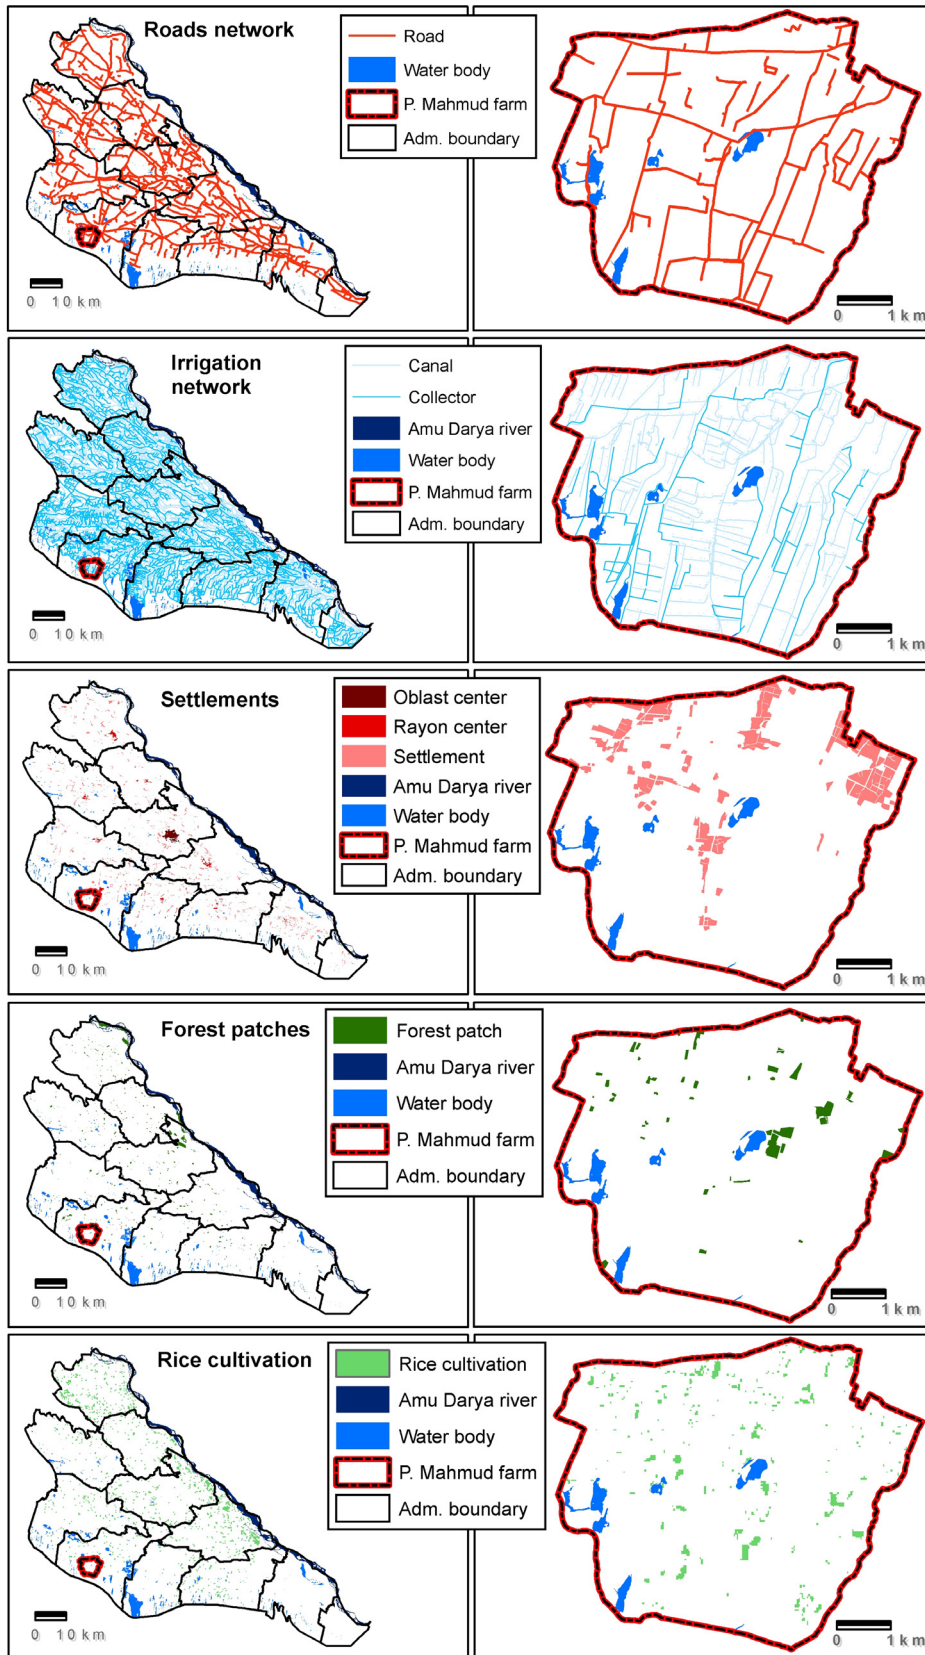 Roads network
Road
Water body
P. Mahmud farm
Adm. boundary
0 10 km
0 1 km
Irrigation
network
Canal
Collector
Amu Darya river
Water body
P. Mahmud farm
Adm. boundary
0 10 km
0 1 km
Settlements
Oblast center
Rayon center
Settlement
Amu Darya river
Water body
P. Mahmud farm
Adm. boundary
0 10 km
0 1 km
Forest patches
Forest patch
Amu Darya river
Water body
P. Mahmud farm
Adm. boundary
0 10 km
0 1 km
Rice cultivation
Rice cultivation
Amu Darya river
Water body
P. Mahmud farm
Adm. boundary
0 10 km
0 1 km